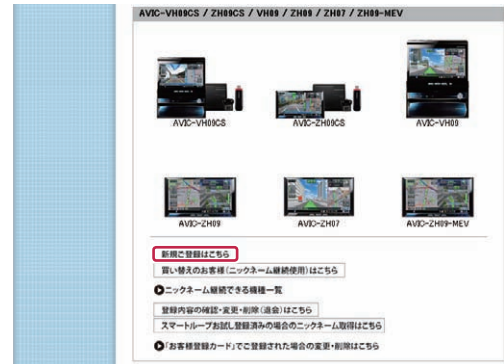 AVIC-VH09CS / ZH09CS / VH09 / ZH09 / ZH07 / ZH09-MEV
AVIC-VH09CS
AVIC-ZH09CS
AVIC-VH09
AVIC-ZH09
AVIC-ZH07
AVIC-ZH09-MEV
新規ご登録はこちら
買い替えのお客様(ニックネーム継続使用)はこちら
ニックネーム継続できる機種一覧
登録内容の確認・変更・削除(退会)はこちら
スマートループお試し登録済みの場合のニックネーム取得はこちら
「お客様登録カード」でご登録された場合の変更・削除はこちら